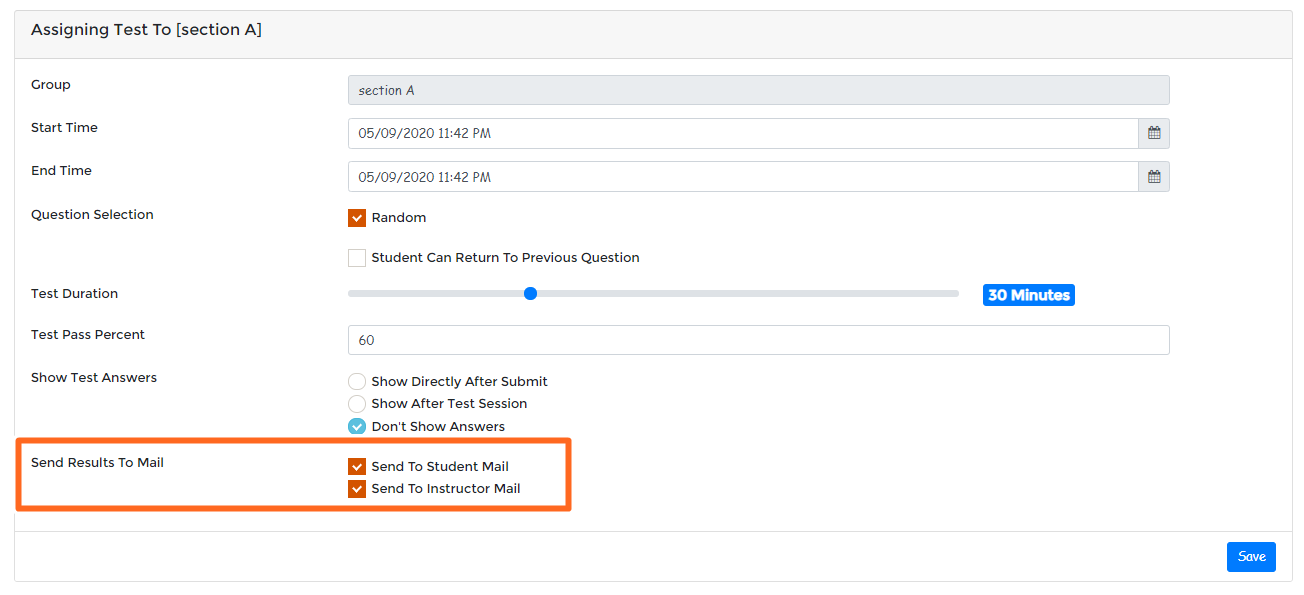 Assigning Test To [section A]
Group
section A
Start Time
05/09/2020 11:42 PM
End Time
05/09/2020 11:42 PM
Question Selection
Random
Student Can Return To Previous Question
Test Duration
30 Minutes
Test Pass Percent
60
Show Test Answers
Show Directly After Submit
Show After Test Session
Don't Show Answers
Send Results To Mail
Send To Student Mail
Send To Instructor Mail
Save